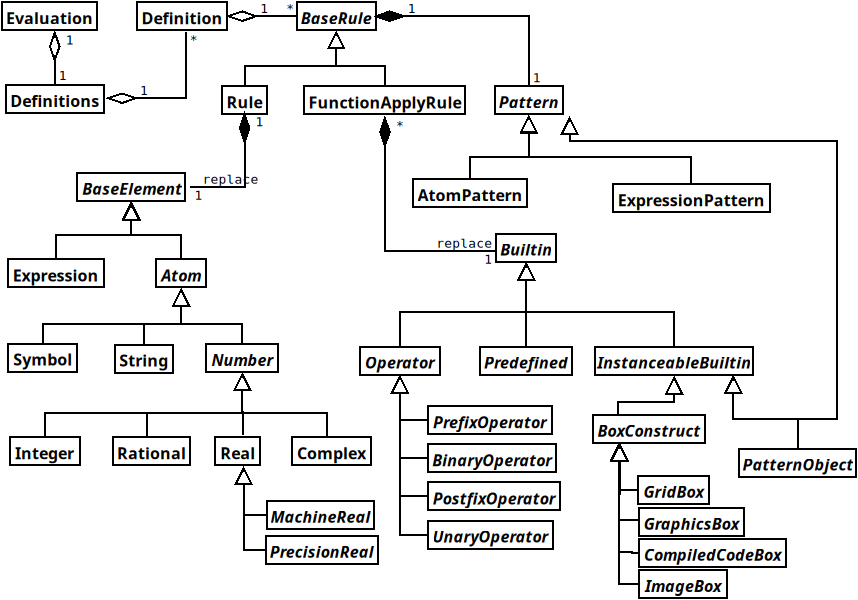 Evaluation
Definition
1
*
BaseRule
1
1
*
1
1
Definitions
1
Rule
FunctionApplyRule
Pattern
1
*
replace
BaseElement
1
AtomPattern
ExpressionPattern
replace
Builtin
1
Expression
Atom
Symbol
String
Number
Operator
Predefined
InstanceableBuiltin
PrefixOperator
BoxConstruct
Integer
Rational
Real
Complex
BinaryOperator
PatternObject
PostfixOperator
GridBox
MachineReal
GraphicsBox
UnaryOperator
PrecisionReal
CompiledCodeBox
ImageBox